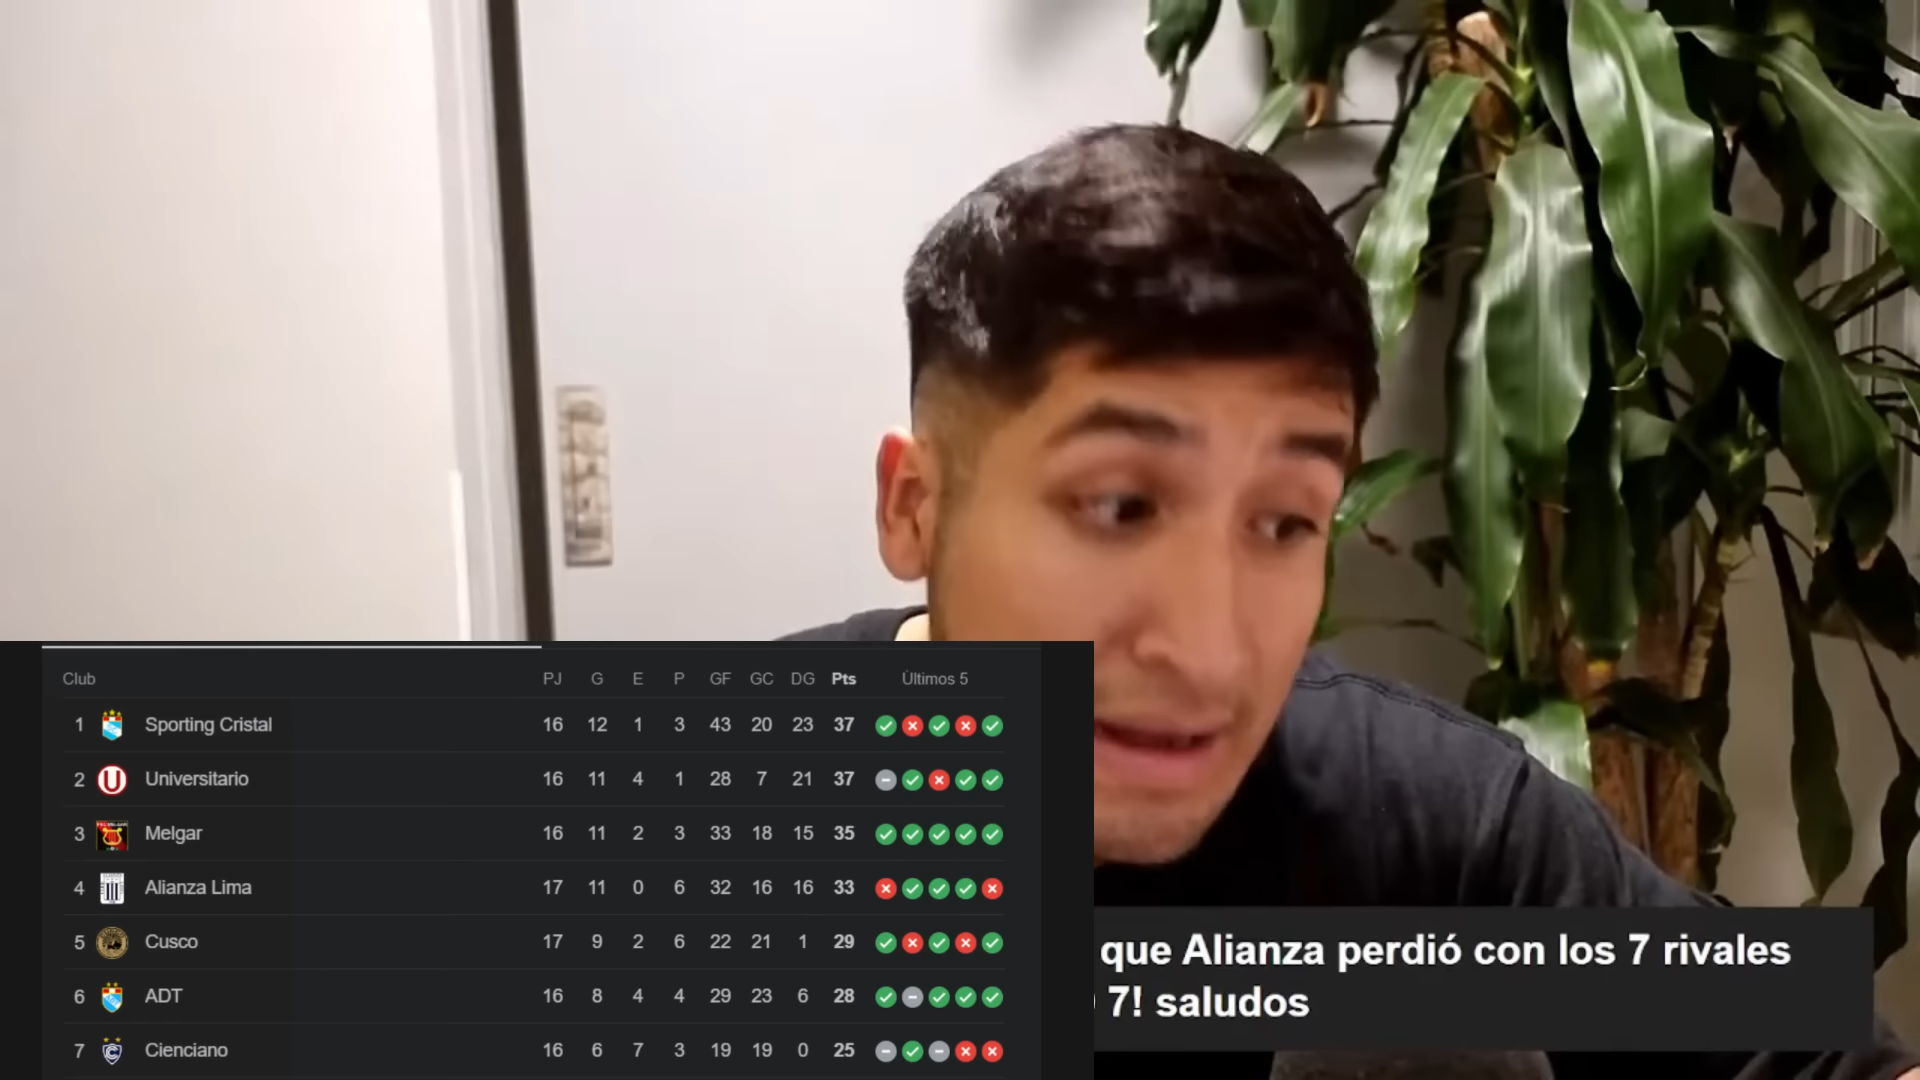 Club PJ G E P GF GC DG Pts Últimos 5
1 Sporting Cristal 16 12 1 3 43 20 23 37
2 U Universitario 16 11 4 1 28 7 21 37
3 Melgar 16 11 2 3 33 18 15 35
4 Alianza Lima 17 11 0 6 32 16 16 33
5 Cusco 17 9 2 6 22 21 1 29
6 ADT 16 8 4 4 29 23 6 28
7 Cienciano 16 6 7 3 19 19 0 25
que Alianza perdió con los 7 rivales
7! saludos